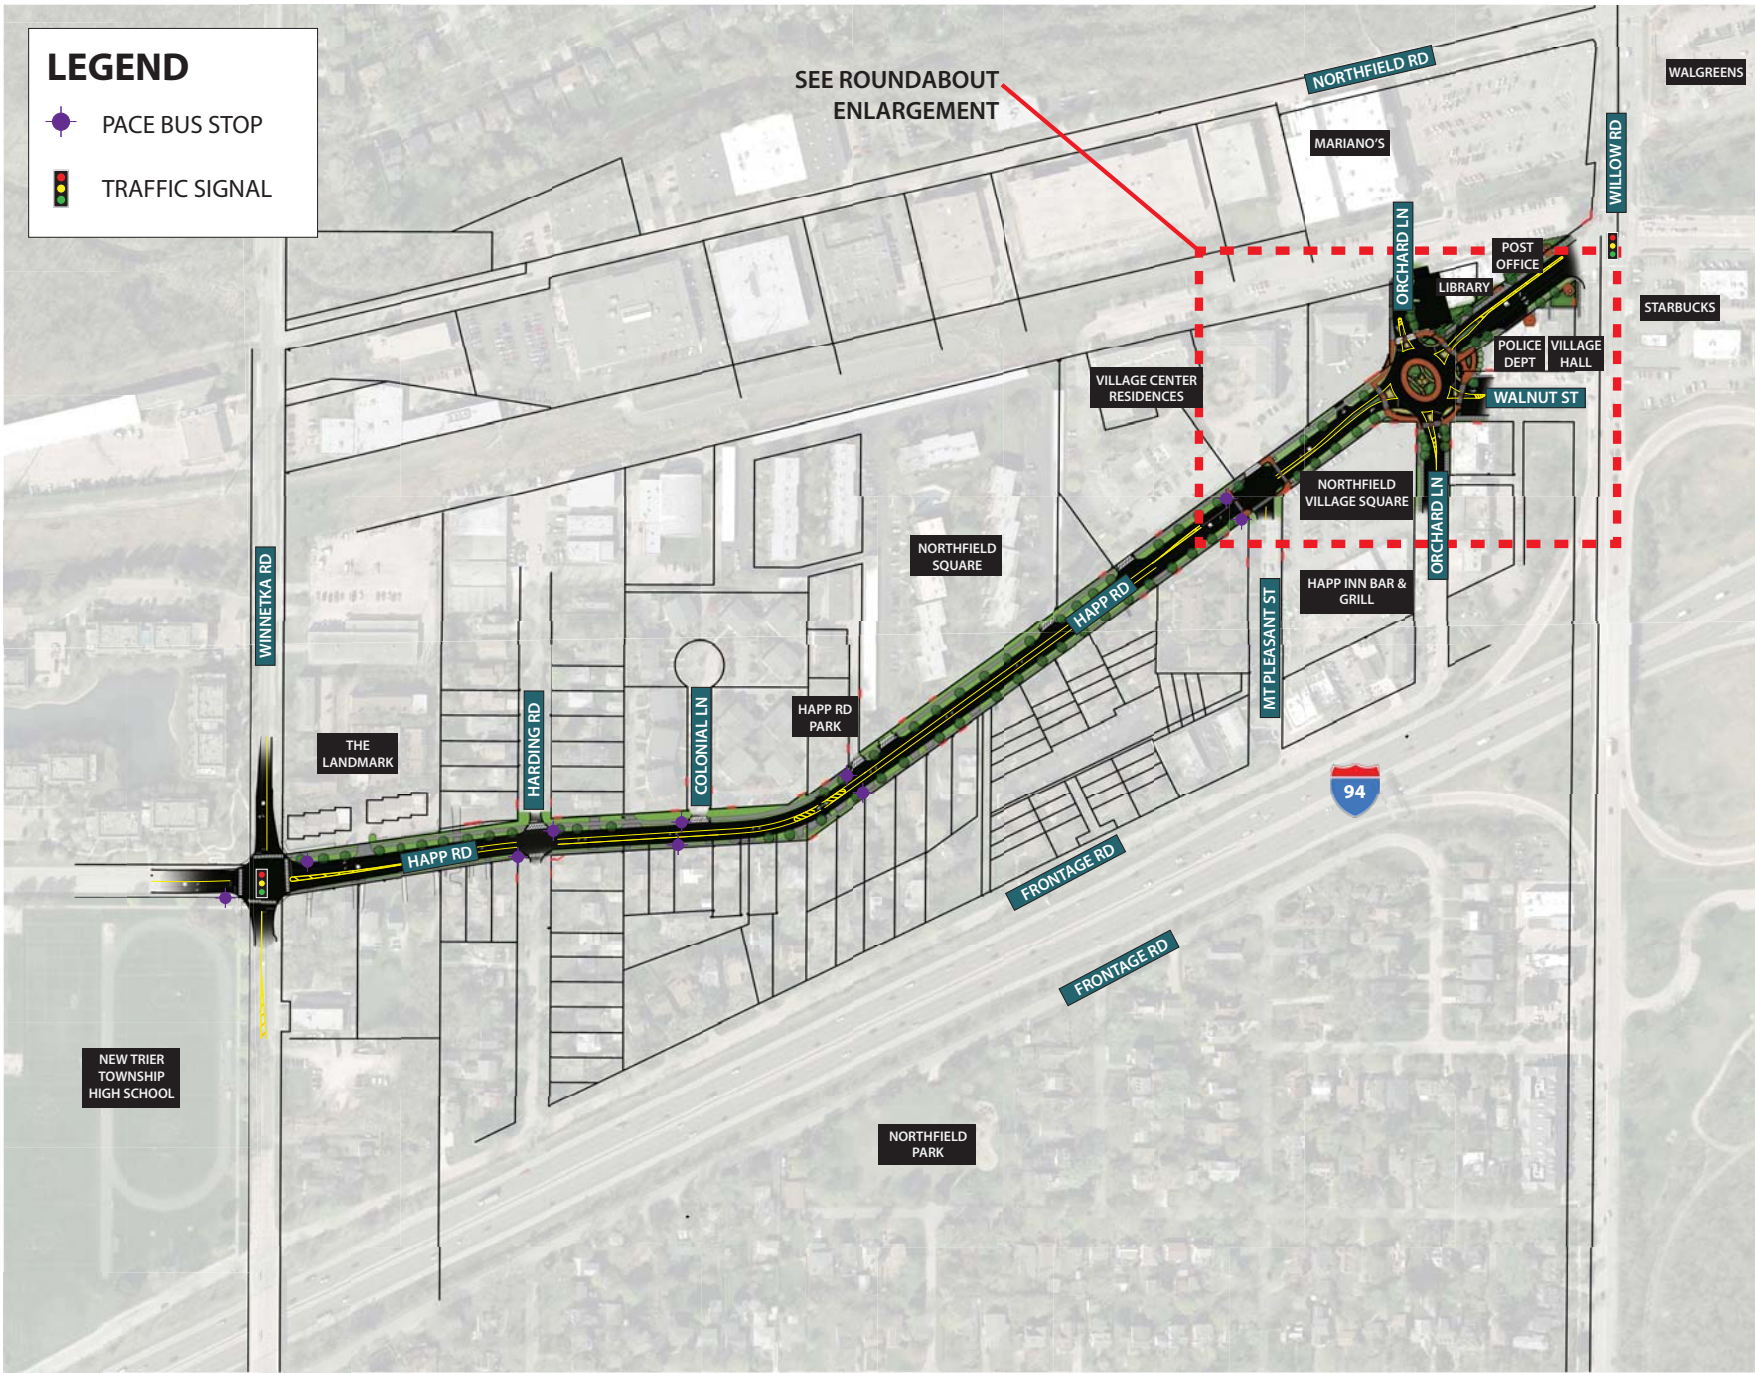 LEGEND
PACE BUS STOP
TRAFFIC SIGNAL
SEE ROUNDABOUT
ENLARGEMENT
NORTHFIELD RD
WALGREENS
MARIANO'S
WILLOW RD
ORCHARD LN
POST
OFFICE
LIBRARY
STARBUCKS
POLICE
DEPT
VILLAGE
HALL
VILLAGE CENTER
RESIDENCES
WALNUT ST
NORTHFIELD
VILLAGE SQUARE
ORCHARD LN
NORTHFIELD
SQUARE
HAPP RD
HAPP INN BAR &
GRILL
MT PLEASANT ST
WINNETKA RD
HAPP RD
PARK
COLONIAL LN
HARDING RD
THE
LANDMARK
94
HAPP RD
FRONTAGE RD
FRONTAGE RD
NEW TRIER
TOWNSHIP
HIGH SCHOOL
NORTHFIELD
PARK